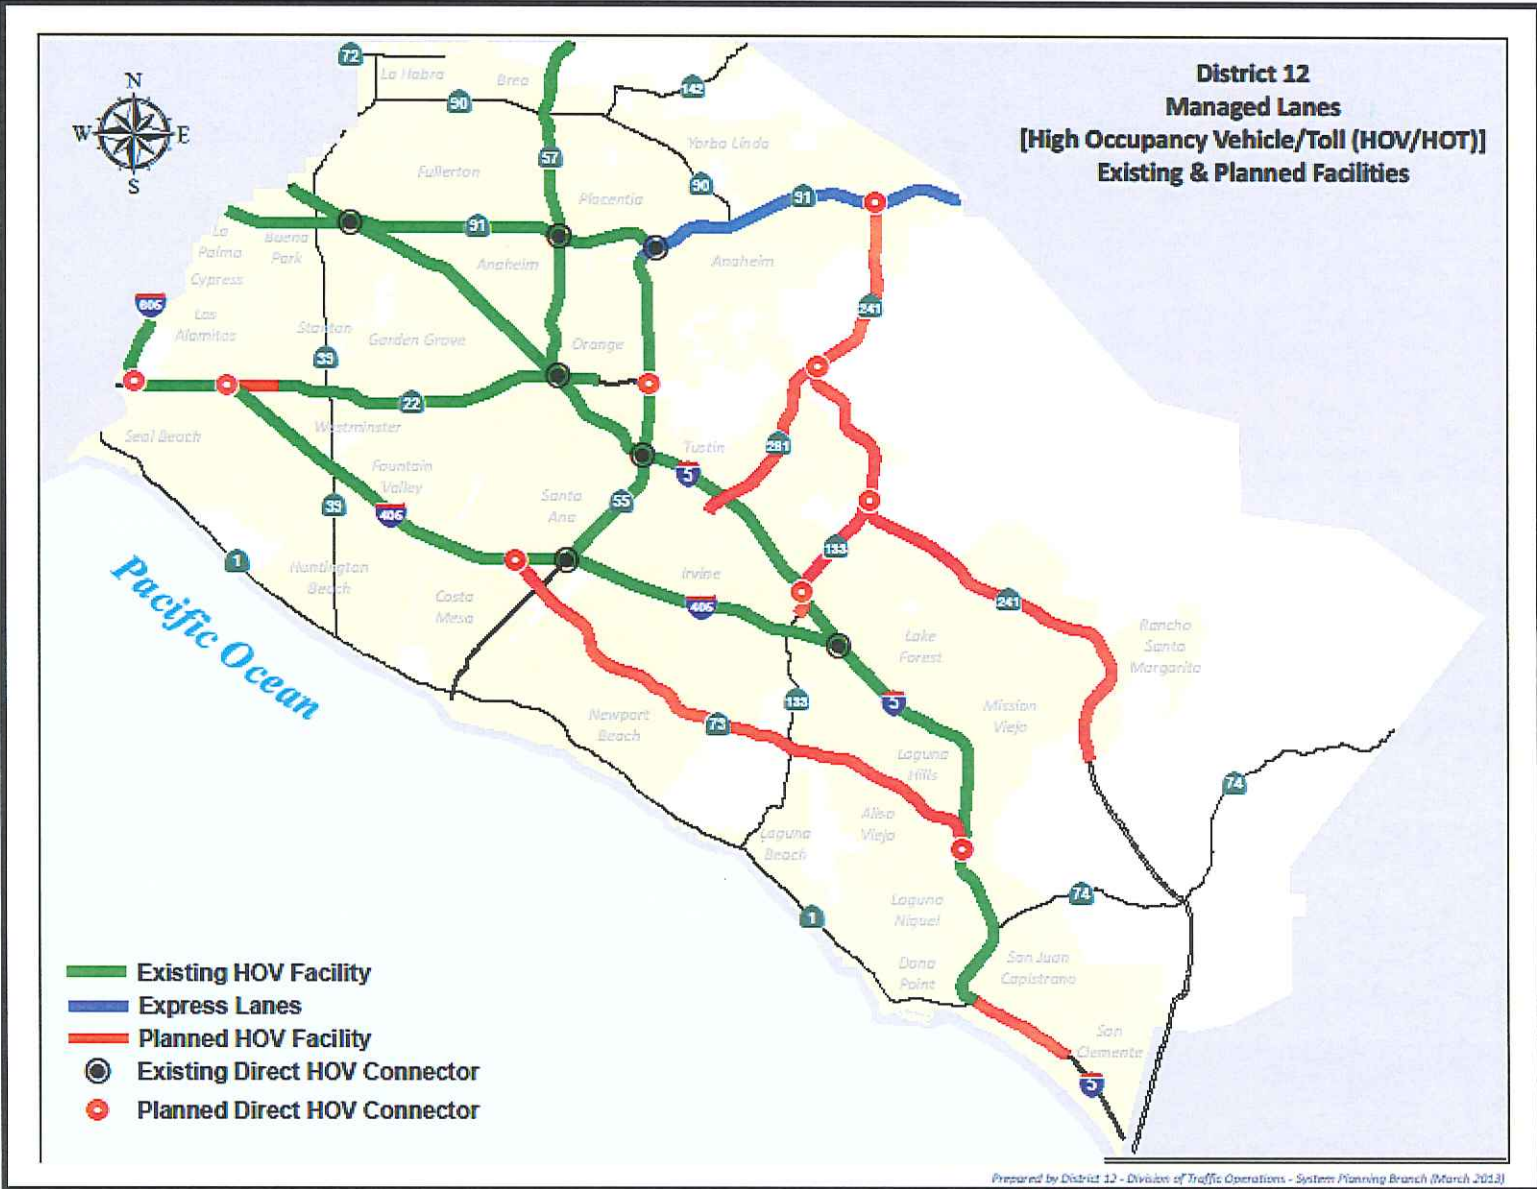 District 12
Managed Lanes
[High Occupancy Vehicle/Toll (HOV/HOT)]
Existing & Planned Facilities
N
W E
S
72
La Habra
Brea
90
142
57
Yorba Linda
Fullerton
90
Placentia
91
La
Palma
Buena
Park
91
Anaheim
Anaheim
Cypress
605
Los
Alamitos
Stanton
39
Garden Grove
Orange
241
22
Seal Beach
Westminster
Tustin
261
5
Fountain
Valley
39
405
Santa
Ana
55
1
Huntington
Beach
133
Irvine
405
Costa
Mesa
241
Lake
Forest
Rancho
Santa
Margarita
Pacific Ocean
Newport
Beach
73
133
5
Mission
Viejo
Laguna
Hills
74
Aliso
Viejo
Laguna
Beach
1
Laguna
Niguel
74
Dana
Point
San Juan
Capistrano
San
Clemente
5
Existing HOV Facility
Express Lanes
Planned HOV Facility
Existing Direct HOV Connector
Planned Direct HOV Connector
Prepared by District 12 - Division of Traffic Operations - System Planning Branch (March 2013)